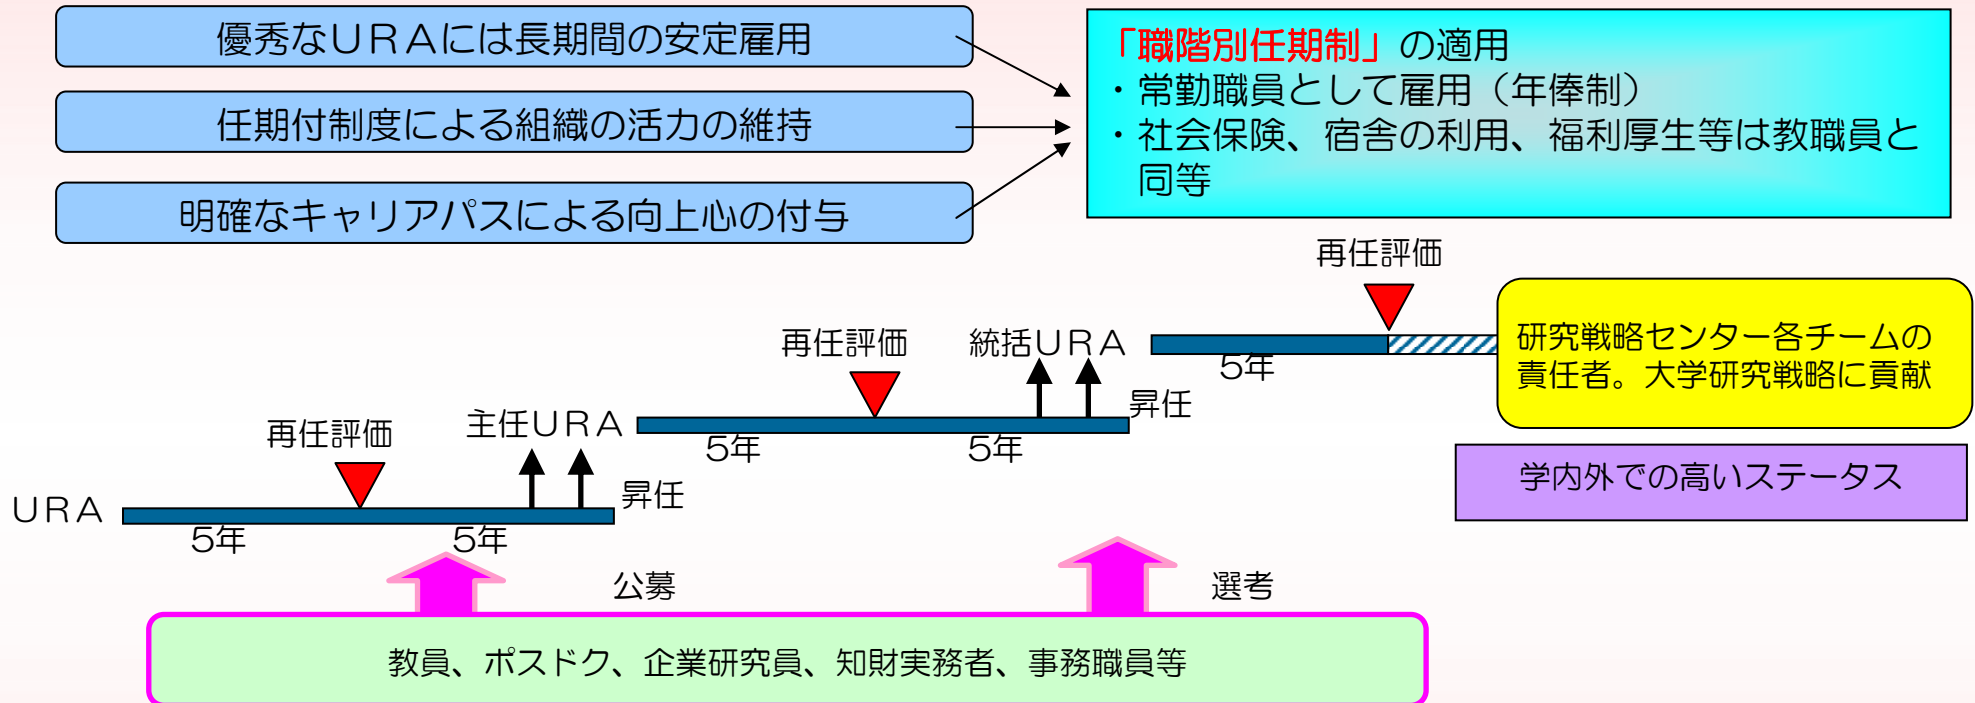 優秀なＵＲＡには長期間の安定雇用
任期付制度による組織の活力の維持
明確なキャリアパスによる向上心の付与
「職階別任期制」の適用
・常勤職員として雇用（年俸制）
・社会保険、宿舎の利用、福利厚生等は教職員と
同等
再任評価
再任評価
統括ＵＲＡ
5年
研究戦略センター各チームの
責任者。大学研究戦略に貢献
昇任
再任評価
主任ＵＲＡ
5年
5年
学内外での高いステータス
昇任
ＵＲＡ
5年
5年
公募
選考
教員、ポスドク、企業研究員、知財実務者、事務職員等